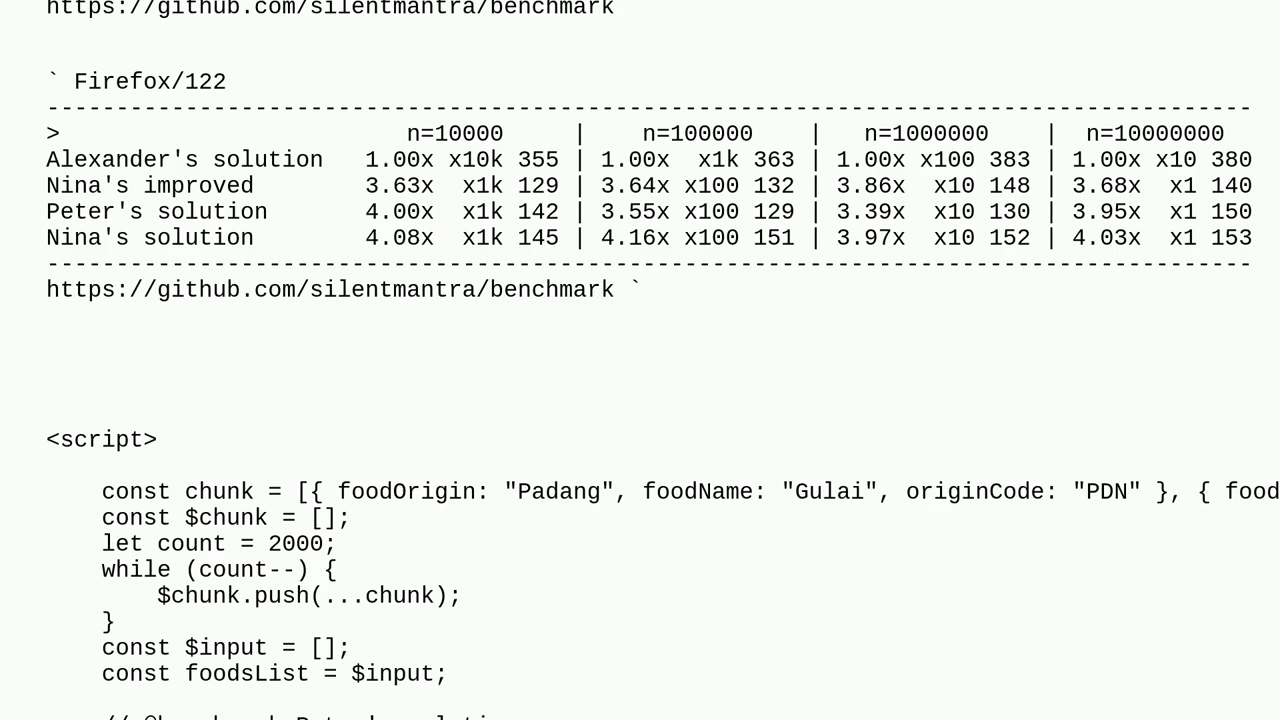 https://github.com/silentmantra/benchmark
` Firefox/122
---------------------------------------------------------------------------------------
>                         n=10000     |    n=100000    |   n=1000000    |  n=10000000
Alexander's solution   1.00x x10k 355 | 1.00x  x1k 363 | 1.00x x100 383 | 1.00x x10 380
Nina's improved        3.63x  x1k 129 | 3.64x x100 132 | 3.86x  x10 148 | 3.68x  x1 140
Peter's solution       4.00x  x1k 142 | 3.55x x100 129 | 3.39x  x10 130 | 3.95x  x1 150
Nina's solution        4.08x  x1k 145 | 4.16x x100 151 | 3.97x  x10 152 | 4.03x  x1 153
---------------------------------------------------------------------------------------
https://github.com/silentmantra/benchmark `
<script>
    const chunk = [{ foodOrigin: "Padang", foodName: "Gulai", originCode: "PDN" }, { food
    const $chunk = [];
    let count = 2000;
    while (count--) {
        $chunk.push(...chunk);
    }
    const $input = [];
    const foodsList = $input;